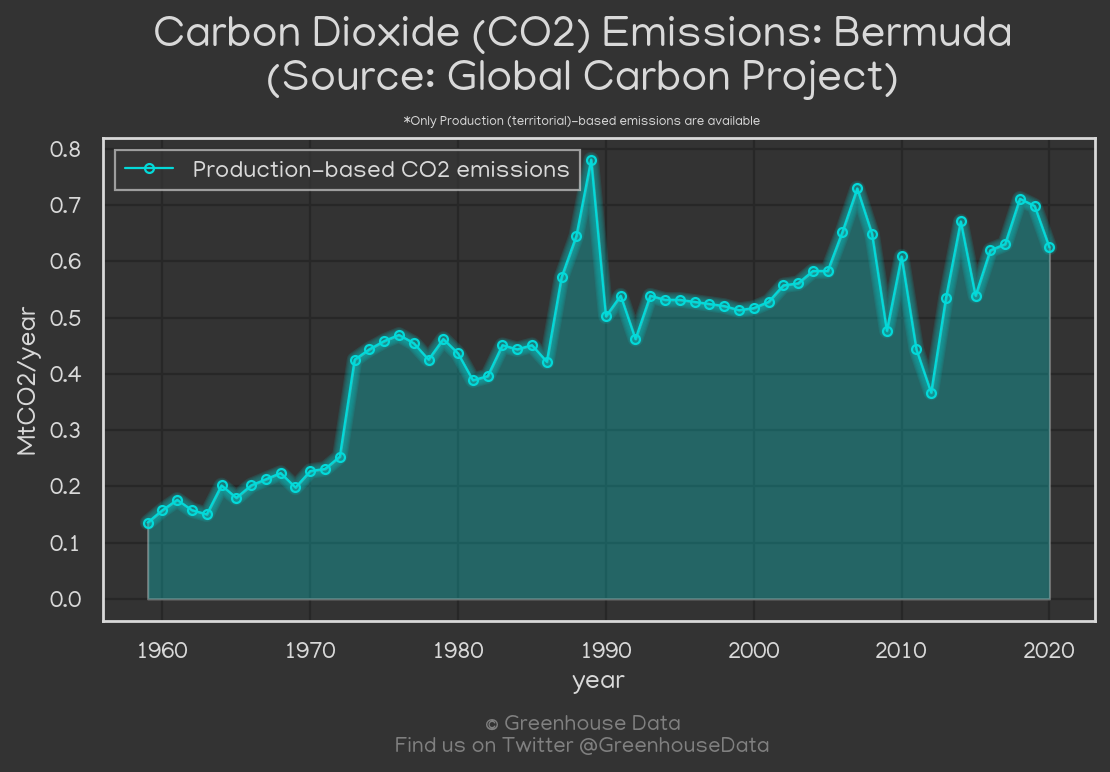 Carbon Dioxide (CO2) Emissions: Bermuda
(Source: Global Carbon Project)
*Only Production (territorial)-based emissions are available
Production-based CO2 emissions
MtCO2/year
0.8
0.7
0.6
0.5
0.4
0.3
0.2
0.1
0.0
1960 1970 1980 1990 2000 2010 2020
year
© Greenhouse Data
Find us on Twitter @GreenhouseData